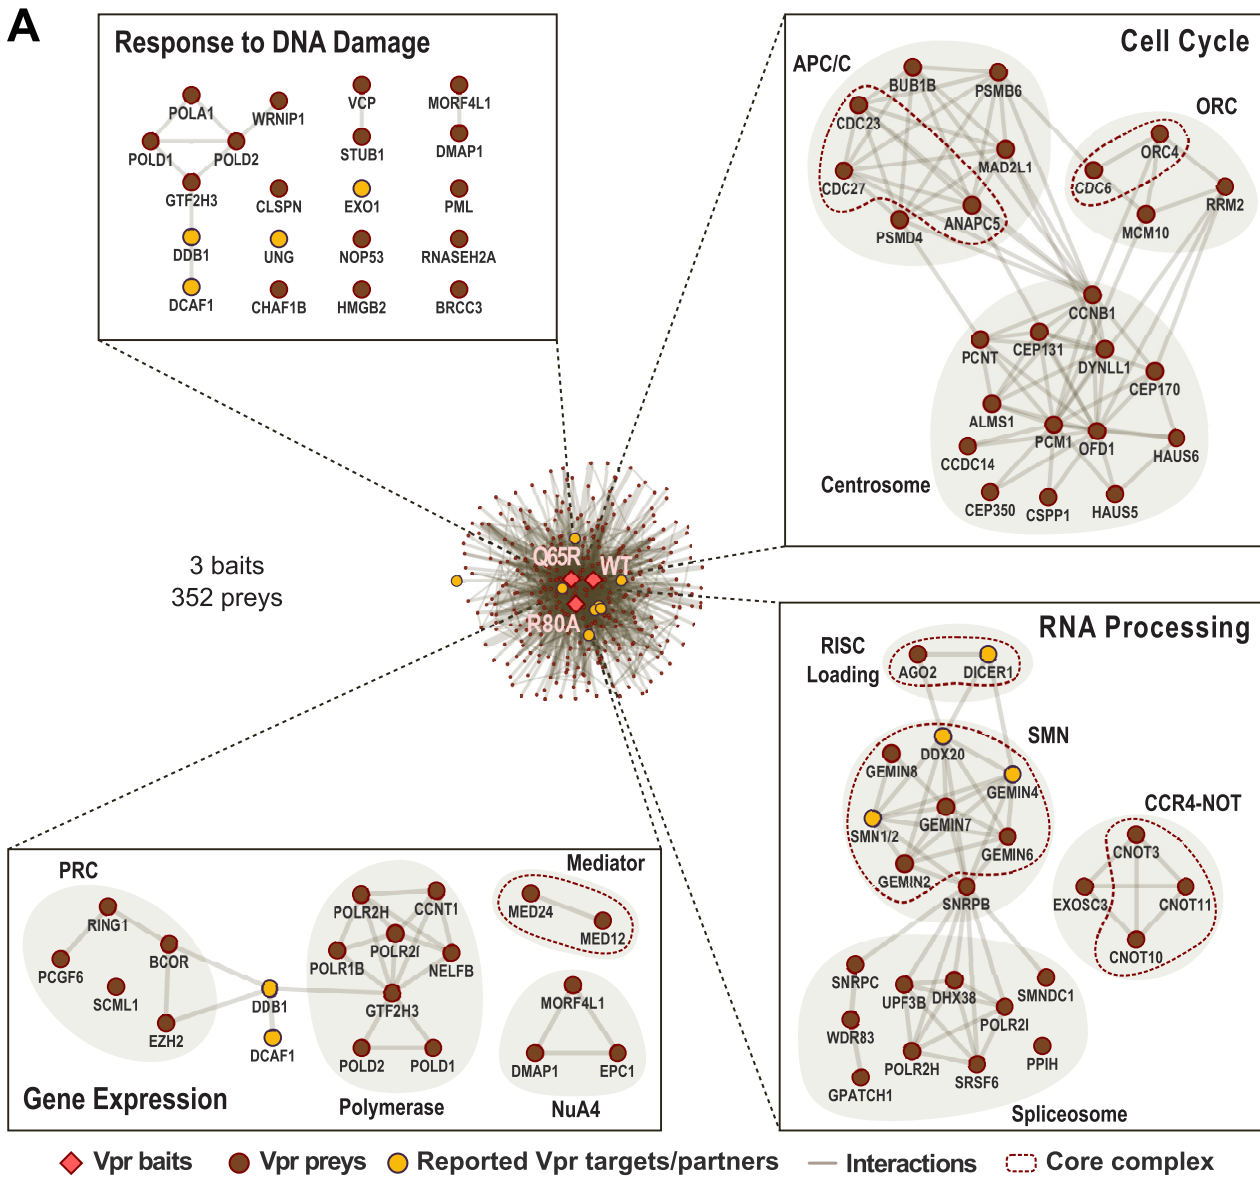 A
Response to DNA Damage
POLA1
WRNIP1
VCP
MORF4L1
POLD1
POLD2
STUB1
DMAP1
GTF2H3
CLSPN
EXO1
PML
DDB1
UNG
NOP53
RNASEH2A
DCAF1
CHAF1B
HMGB2
BRCC3
Cell Cycle
APC/C
BUB1B
PSMB6
ORC
CDC23
ORC4
MAD2L1
CDC27
CDC6
RRM2
PSMD4
ANAPC5
MCM10
CCNB1
PCNT
CEP131
DYNLL1
CEP170
ALMS1
PCM1
OFD1
HAUS6
CCDC14
Centrosome
CEP350
CSPP1
HAUS5
3 baits
352 preys
Q65R
WT
R80A
RNA Processing
RISC
Loading
AGO2
DICER1
SMN
DDX20
GEMIN8
GEMIN4
SMN1/2
GEMIN7
GEMIN6
GEMIN2
SNRPB
CCR4-NOT
CNOT3
EXOSC3
CNOT11
CNOT10
SNRPC
UPF3B
DHX38
SMNDC1
WDR83
POLR2I
POLR2H
SRSF6
PPIH
GPATCH1
Spliceosome
PRC
RING1
PCGF6
BCOR
SCML1
EZH2
DDB1
DCAF1
POLR2H
CCNT1
POLR1B
POLR2I
NELFB
GTF2H3
POLD2
POLD1
Polymerase
Mediator
MED24
MED12
MORF4L1
DMAP1
EPC1
NuA4
Gene Expression
Vpr baits
Vpr preys
Reported Vpr targets/partners
Interactions
Core complex